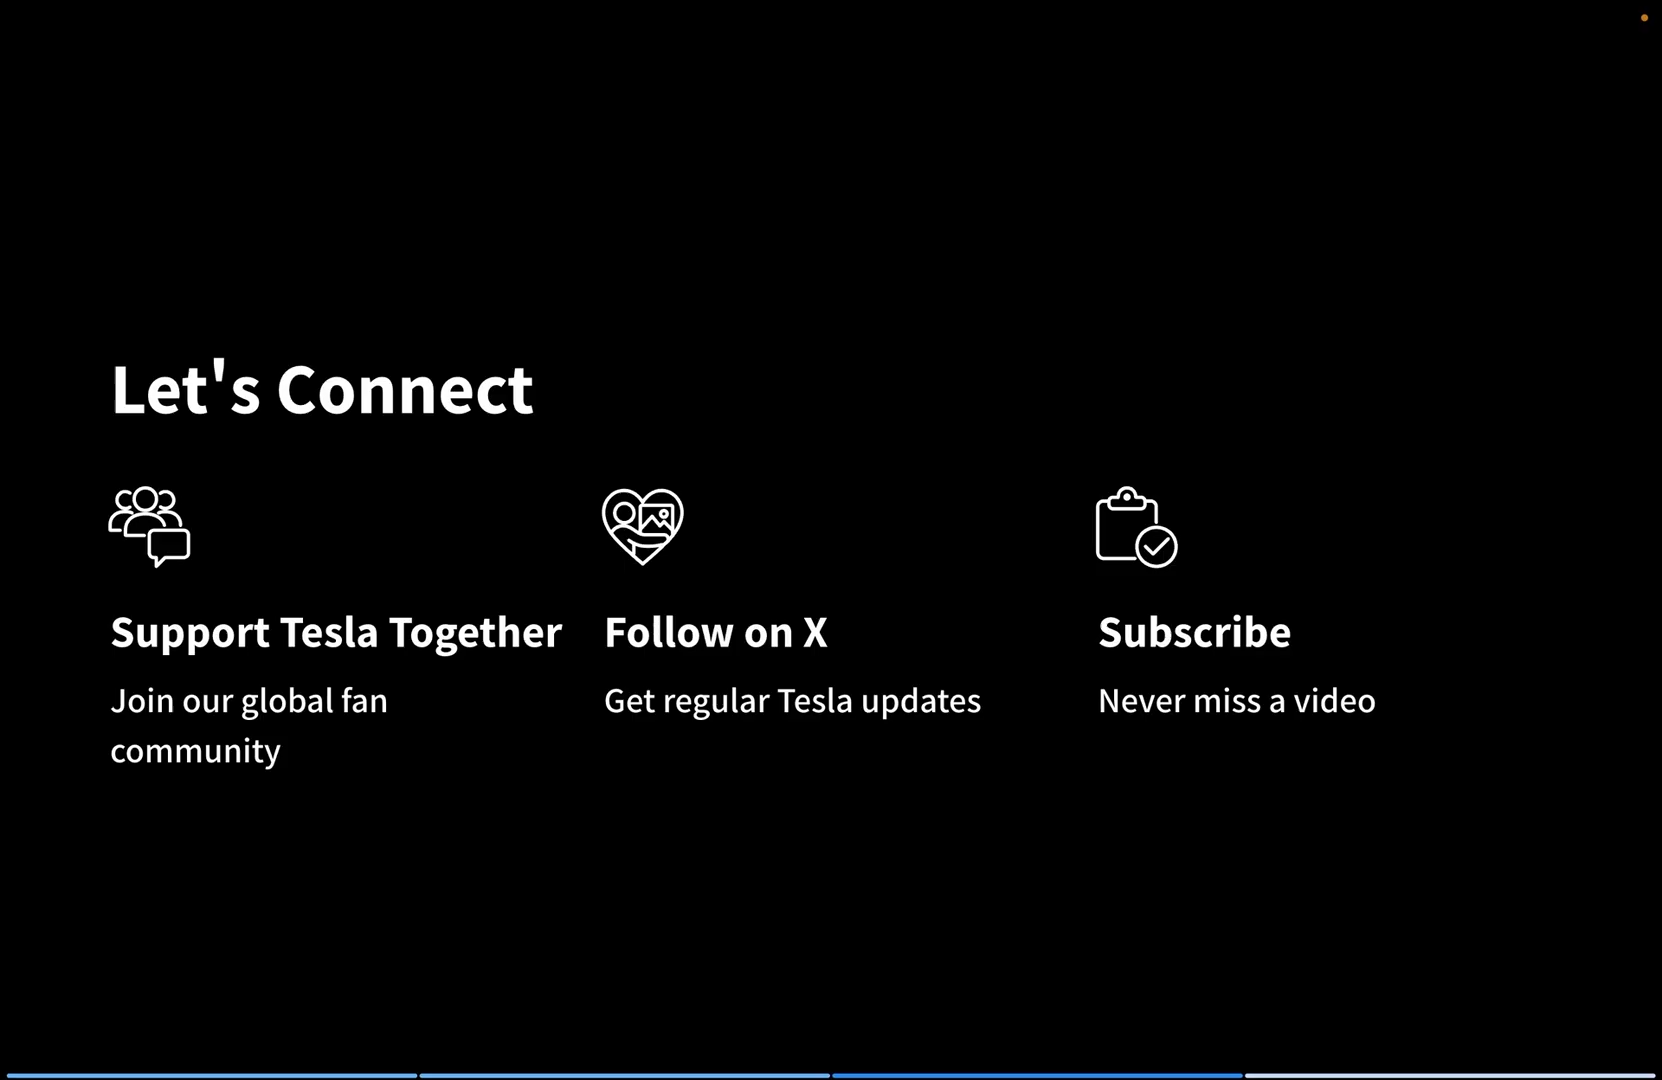 Let's Connect
Support Tesla Together
Join our global fan
community
Follow on X
Get regular Tesla updates
Subscribe
Never miss a video